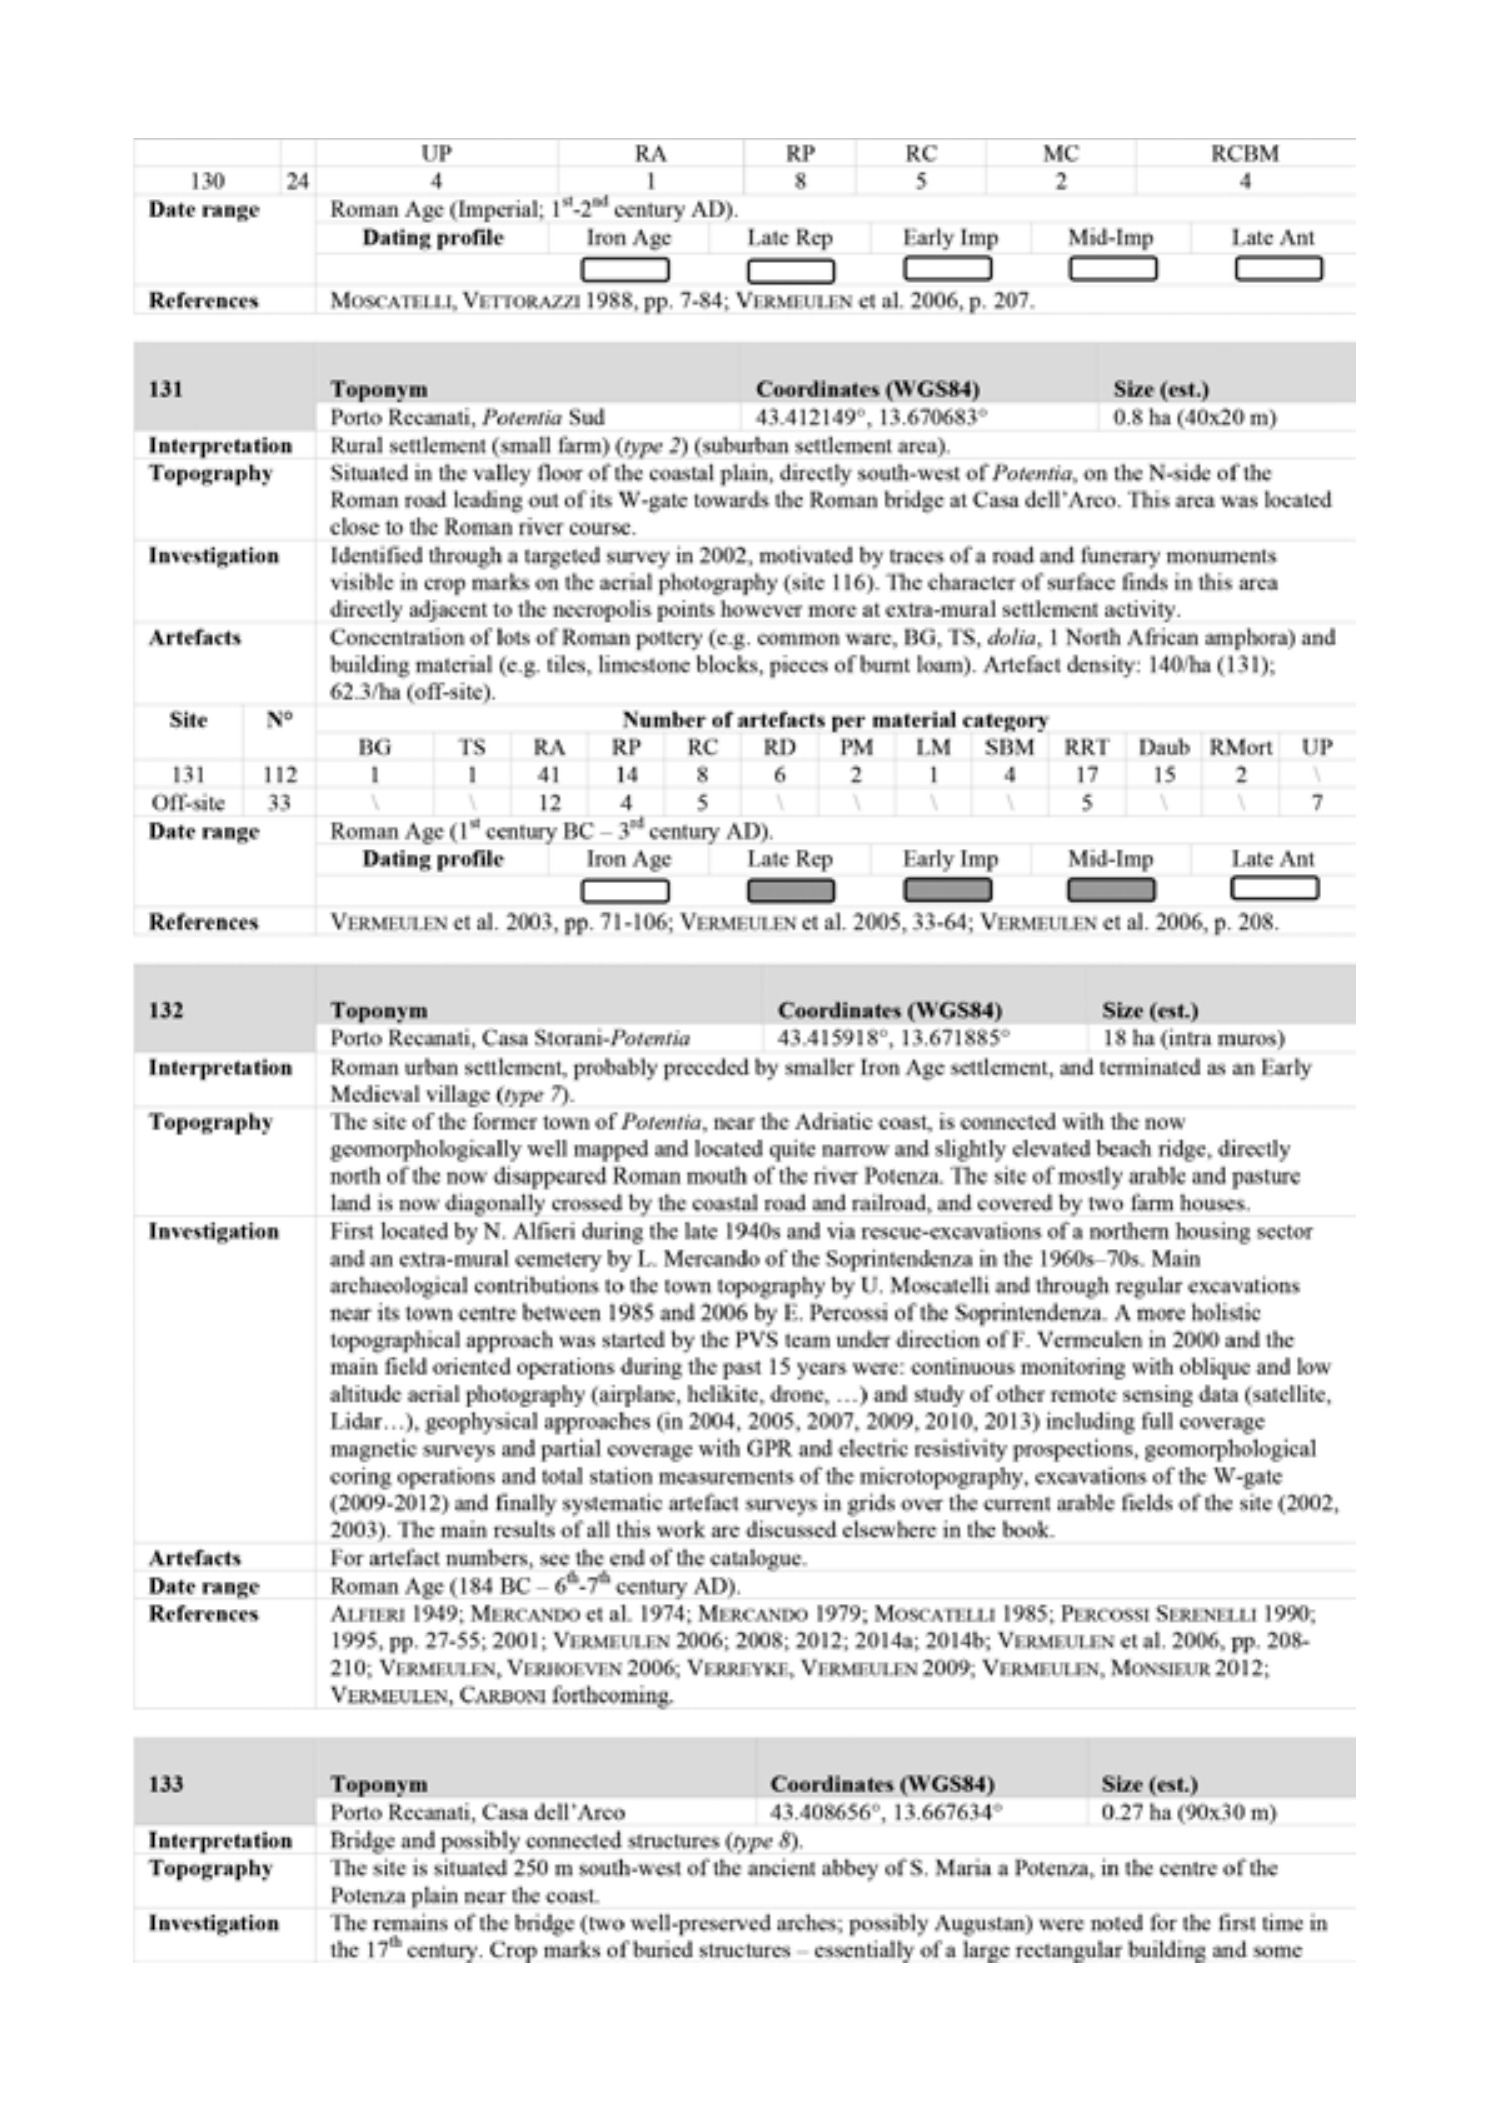 UP RA RP RC MC RCBM
130 24 4 1 8 5 2 4
Date range Roman Age (Imperial; 1st-2nd century AD).
Dating profile Iron Age Late Rep Early Imp Mid-Imp Late Ant
References MOSCATELLI, VETTORAZZI 1988, pp. 7-84; VERMEULEN et al. 2006, p. 207.
131 Toponym Coordinates (WGS84) Size (est.)
Porto Recanati, Potentia Sud 43.412149°, 13.670683° 0.8 ha (40x20 m)
Interpretation Rural settlement (small farm) (type 2) (suburban settlement area).
Topography Situated in the valley floor of the coastal plain, directly south-west of Potentia, on the N-side of the
Roman road leading out of its W-gate towards the Roman bridge at Casa dell'Arco. This area was located
close to the Roman river course.
Investigation Identified through a targeted survey in 2002, motivated by traces of a road and funerary monuments
visible in crop marks on the aerial photography (site 116). The character of surface finds in this area
directly adjacent to the necropolis points however more at extra-mural settlement activity.
Artefacts Concentration of lots of Roman pottery (e.g. common ware, BG, TS, dolia, 1 North African amphora) and
building material (e.g. tiles, limestone blocks, pieces of burnt loam). Artefact density: 140/ha (131);
62.3/ha (off-site).
Site N° Number of artefacts per material category
BG TS RA RP RC RD PM LM SBM RRT Daub RMort UP
131 112 1 1 41 14 8 6 2 1 4 17 15 2 \
Off-site 33 \ \ 12 4 5 \ \ \ \ 5 \ \ 7
Date range Roman Age (1st century BC – 3rd century AD).
Dating profile Iron Age Late Rep Early Imp Mid-Imp Late Ant
References VERMEULEN et al. 2003, pp. 71-106; VERMEULEN et al. 2005, 33-64; VERMEULEN et al. 2006, p. 208.
132 Toponym Coordinates (WGS84) Size (est.)
Porto Recanati, Casa Storani-Potentia 43.415918°, 13.671885° 18 ha (intra muros)
Interpretation Roman urban settlement, probably preceded by smaller Iron Age settlement, and terminated as an Early
Medieval village (type 7).
Topography The site of the former town of Potentia, near the Adriatic coast, is connected with the now
geomorphologically well mapped and located quite narrow and slightly elevated beach ridge, directly
north of the now disappeared Roman mouth of the river Potenza. The site of mostly arable and pasture
land is now diagonally crossed by the coastal road and railroad, and covered by two farm houses.
Investigation First located by N. Alfieri during the late 1940s and via rescue-excavations of a northern housing sector
and an extra-mural cemetery by L. Mercando of the Soprintendenza in the 1960s–70s. Main
archaeological contributions to the town topography by U. Moscatelli and through regular excavations
near its town centre between 1985 and 2006 by E. Percossi of the Soprintendenza. A more holistic
topographical approach was started by the PVS team under direction of F. Vermeulen in 2000 and the
main field oriented operations during the past 15 years were: continuous monitoring with oblique and low
altitude aerial photography (airplane, helikite, drone, …) and study of other remote sensing data (satellite,
Lidar…), geophysical approaches (in 2004, 2005, 2007, 2009, 2010, 2013) including full coverage
magnetic surveys and partial coverage with GPR and electric resistivity prospections, geomorphological
coring operations and total station measurements of the microtopography, excavations of the W-gate
(2009-2012) and finally systematic artefact surveys in grids over the current arable fields of the site (2002,
2003). The main results of all this work are discussed elsewhere in the book.
Artefacts For artefact numbers, see the end of the catalogue.
Date range Roman Age (184 BC – 6th-7th century AD).
References ALFIERI 1949; MERCANDO et al. 1974; MERCANDO 1979; MOSCATELLI 1985; PERCOSSI SERENELLI 1990;
1995, pp. 27-55; 2001; VERMEULEN 2006; 2008; 2012; 2014a; 2014b; VERMEULEN et al. 2006, pp. 208-
210; VERMEULEN, VERHOEVEN 2006; VERREYKE, VERMEULEN 2009; VERMEULEN, MONSIEUR 2012;
VERMEULEN, CARBONI forthcoming.
133 Toponym Coordinates (WGS84) Size (est.)
Porto Recanati, Casa dell'Arco 43.408656°, 13.667634° 0.27 ha (90x30 m)
Interpretation Bridge and possibly connected structures (type 8).
Topography The site is situated 250 m south-west of the ancient abbey of S. Maria a Potenza, in the centre of the
Potenza plain near the coast.
Investigation The remains of the bridge (two well-preserved arches; possibly Augustan) were noted for the first time in
the 17th century. Crop marks of buried structures – essentially of a large rectangular building and some